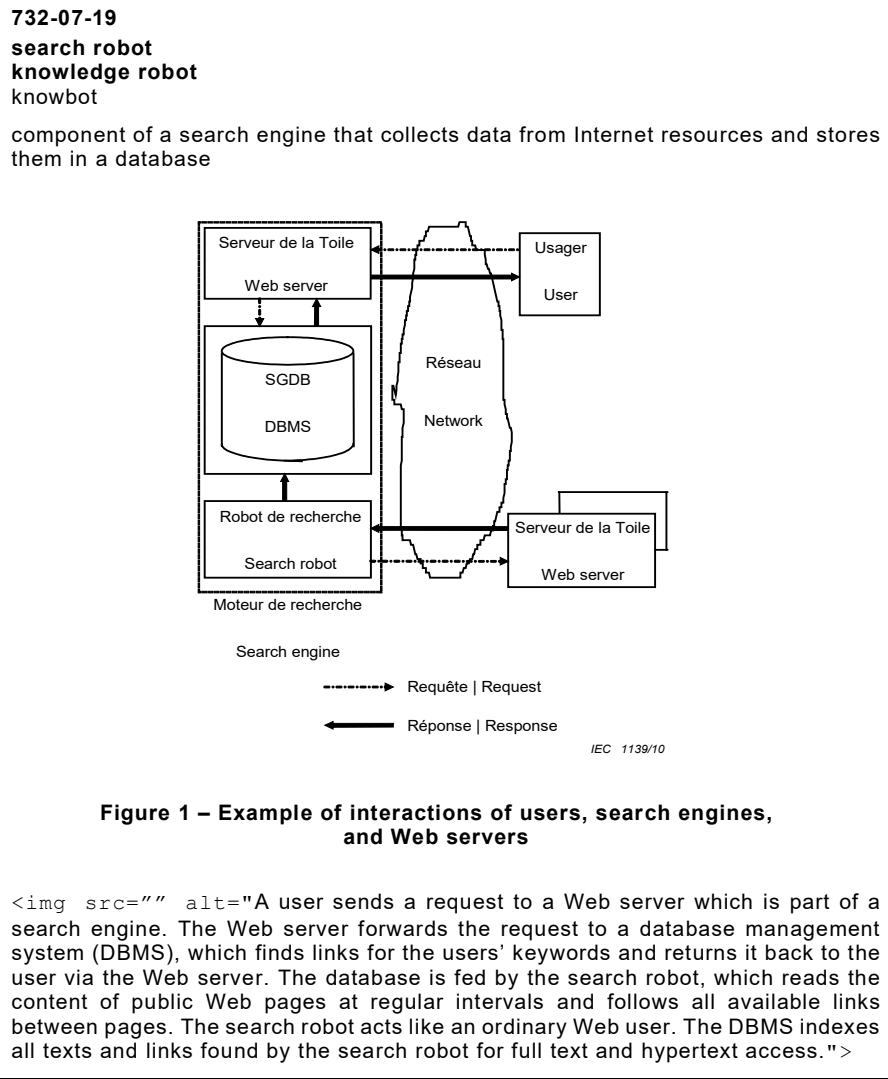 732-07-19
search robot
knowledge robot
knowbot
component of a search engine that collects data from Internet resources and stores
them in a database
Serveur de la Toile
Web server
Usager
User
SGDB
DBMS
Réseau
Network
Robot de recherche
Search robot
Serveur de la Toile
Web server
Moteur de recherche
Search engine
Requête | Request
Réponse | Response
IEC 1139/10
Figure 1 – Example of interactions of users, search engines,
and Web servers
<img src="" alt="A user sends a request to a Web server which is part of a
search engine. The Web server forwards the request to a database management
system (DBMS), which finds links for the users’ keywords and returns it back to the
user via the Web server. The database is fed by the search robot, which reads the
content of public Web pages at regular intervals and follows all available links
between pages. The search robot acts like an ordinary Web user. The DBMS indexes
all texts and links found by the search robot for full text and hypertext access.">